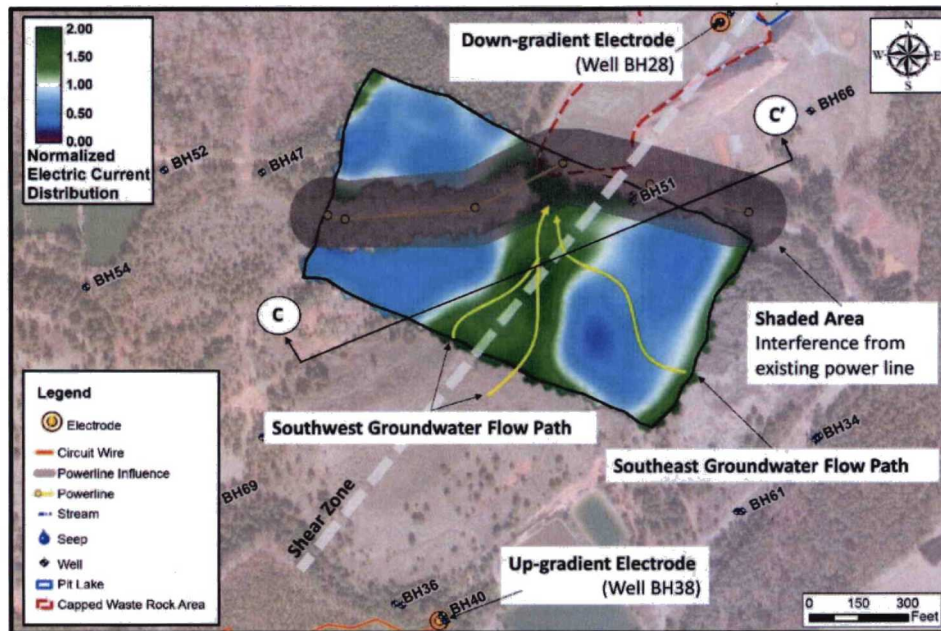 2.00
1.50
1.00
0.50
0.00
Normalized
Electric Current
Distribution
Down-gradient Electrode
(Well BH28)
N
W
E
S
BH66
C'
BH52
BH47
BH51
BH54
C
Shaded Area
Interference from
existing power line
Legend
Electrode
Circuit Wire
Powerline Influence
Powerline
Stream
Seep
Well
Pit Lake
Capped Waste Rock Area
Southwest Groundwater Flow Path
BH34
Southeast Groundwater Flow Path
BH69
BH61
Shear Zone
Up-gradient Electrode
(Well BH38)
BH36
BH40
0 150 300
Feet